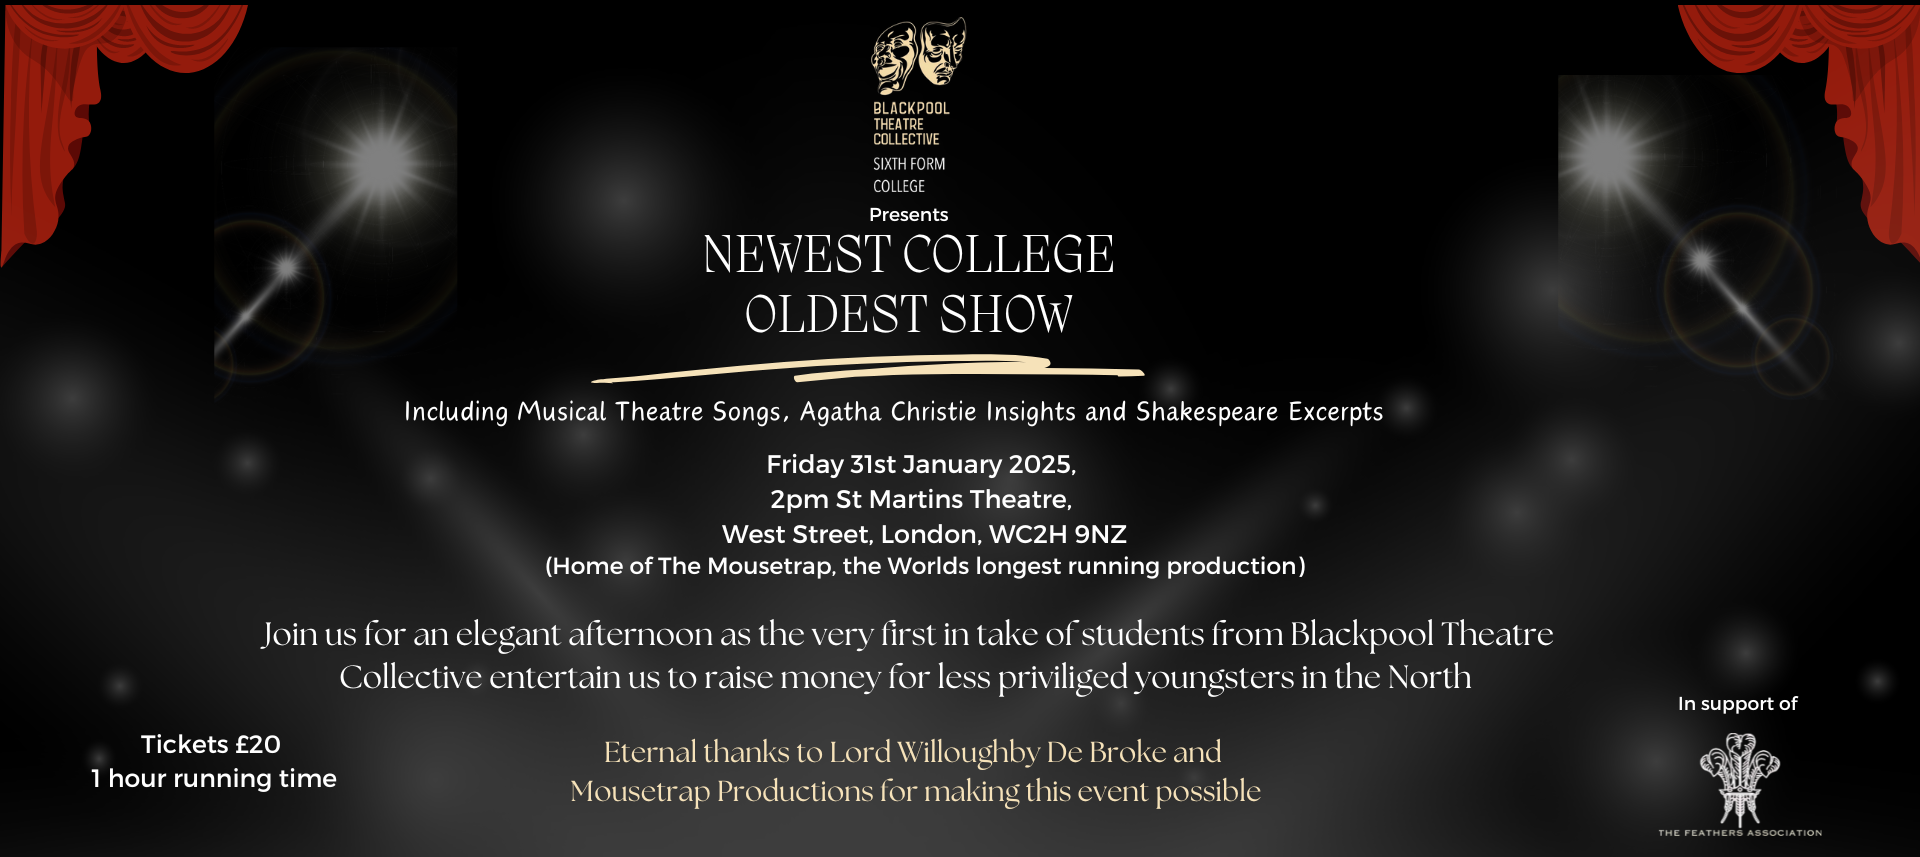 BLACKPOOL
THEATRE
COLLECTIVE
SIXTH FORM
COLLEGE
Presents
NEWEST COLLEGE
OLDEST SHOW
Including Musical Theatre Songs, Agatha Christie Insights and Shakespeare Excerpts
Friday 31st January 2025,
2pm St Martins Theatre,
West Street, London, WC2H 9NZ
(Home of The Mousetrap, the Worlds longest running production)
Join us for an elegant afternoon as the very first in take of students from Blackpool Theatre
Collective entertain us to raise money for less priviliged youngsters in the North
Tickets £20
1 hour running time
Eternal thanks to Lord Willoughby De Broke and
Mousetrap Productions for making this event possible
In support of
THE FEATHERS ASSOCIATION